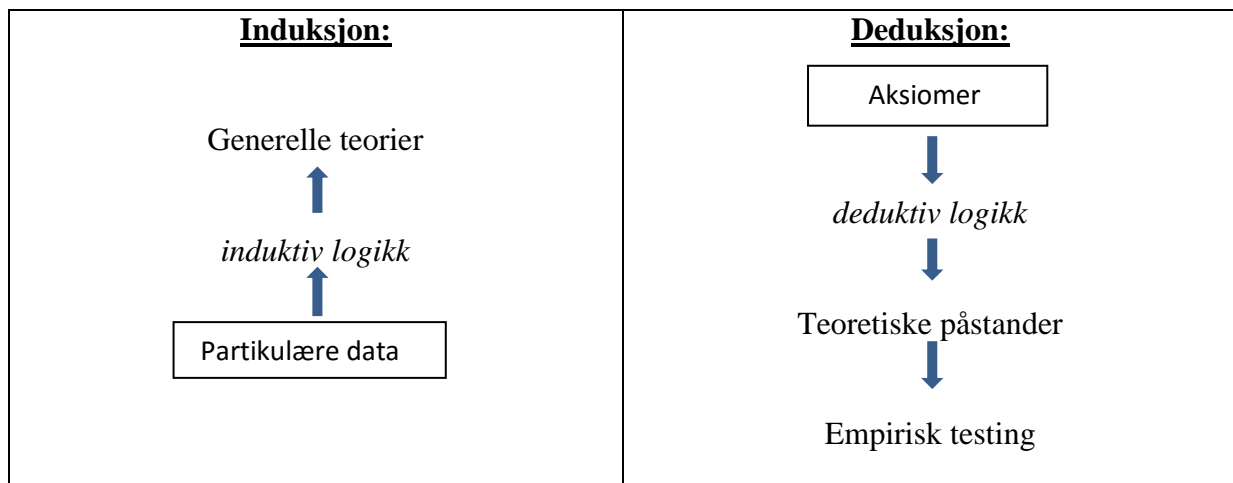 Induksjon:
Generelle teorier
induktiv logikk
Partikulære data
Deduksjon:
Aksiomer
deduktiv logikk
Teoretiske påstander
Empirisk testing